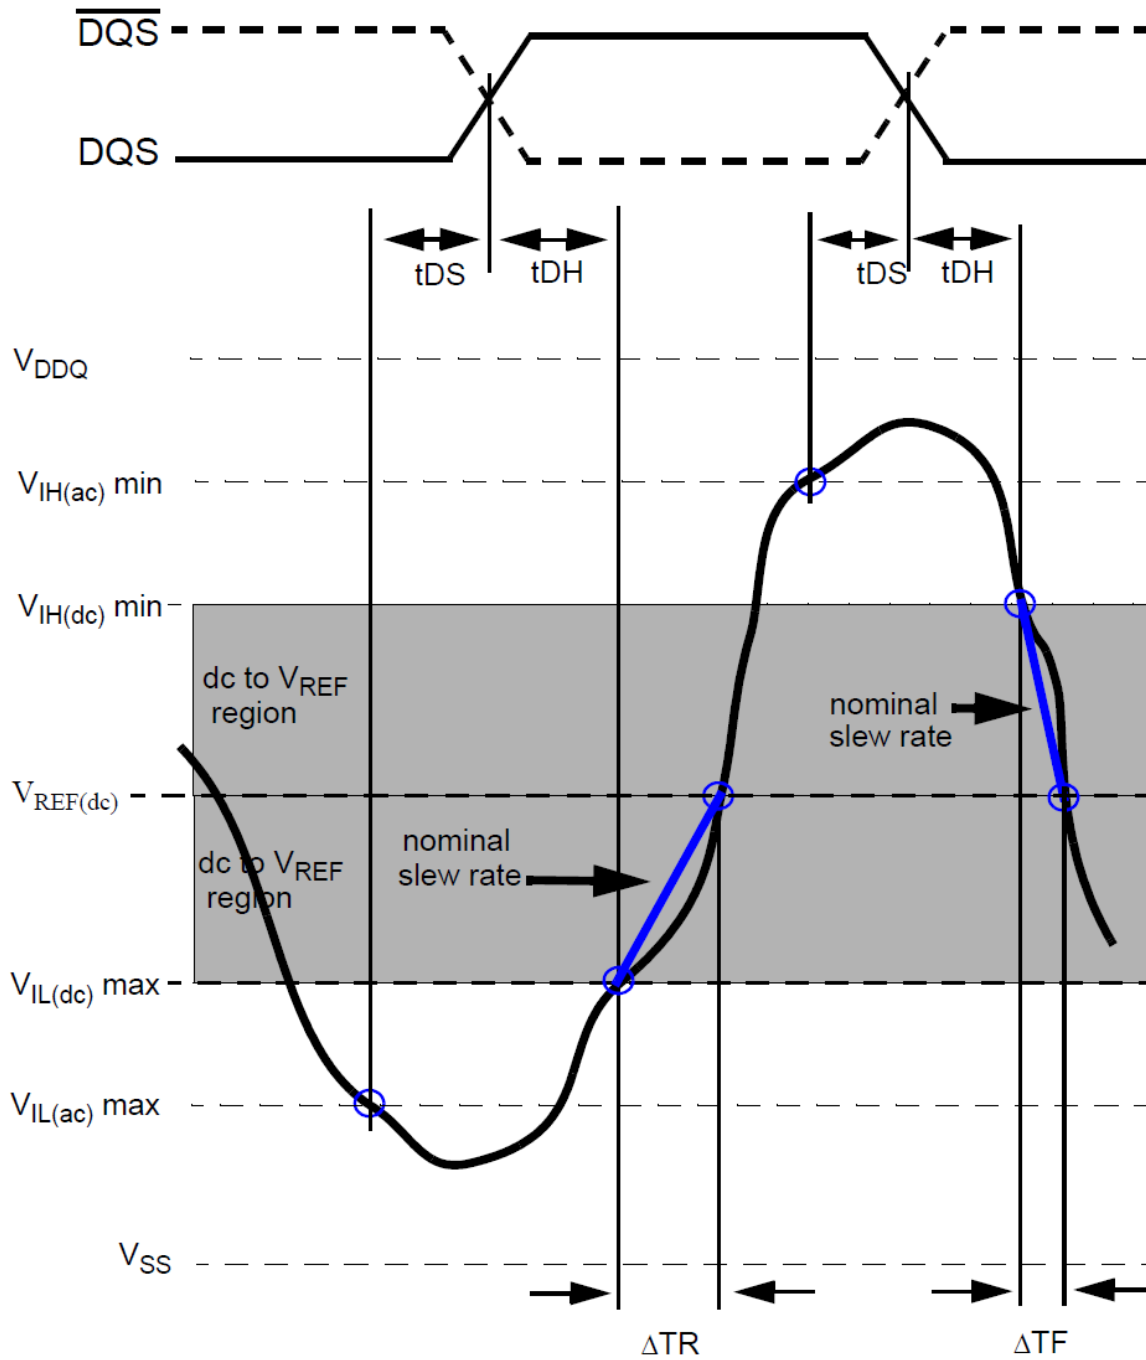 DQS
DQS
tDS
tDH
tDS
tDH
VDDQ
VIH(ac) min
VIH(dc) min
dc to VREF
region
nominal
slew rate
VREF(dc)
nominal
slew rate
dc to VREF
region
VIL(dc) max
VIL(ac) max
VSS
ΔTR
ΔTF